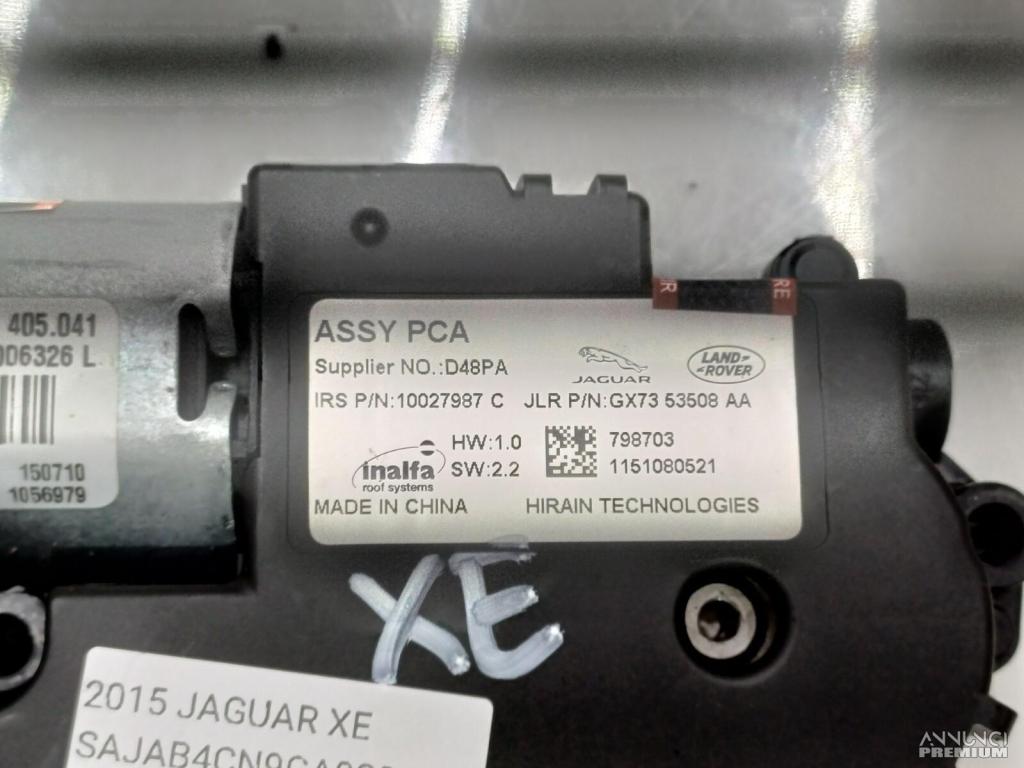 405.041
006326 L
150710
1056979
RE
ASSY PCA
Supplier NO.:D48PA
JAGUAR
LAND ROVER
IRS P/N:10027987 C JLR P/N:GX73 53508 AA
inalfa
roof systems
HW:1.0
SW:2.2
798703
1151080521
MADE IN CHINA HIRAIN TECHNOLOGIES
XE
2015 JAGUAR XE
ANNUNCI
PREMIUM